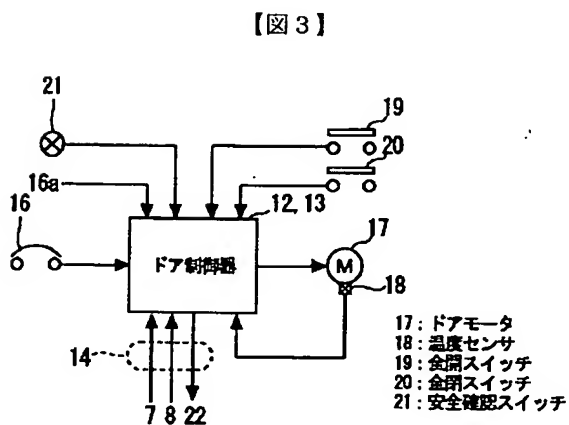 【図3】
21
19
20
16a
16
12, 13
17
ドア制御器
M
18
14
7 8 22
17:ドアモータ
18:温度センサ
19:全開スイッチ
20:全閉スイッチ
21:安全確認スイッチ